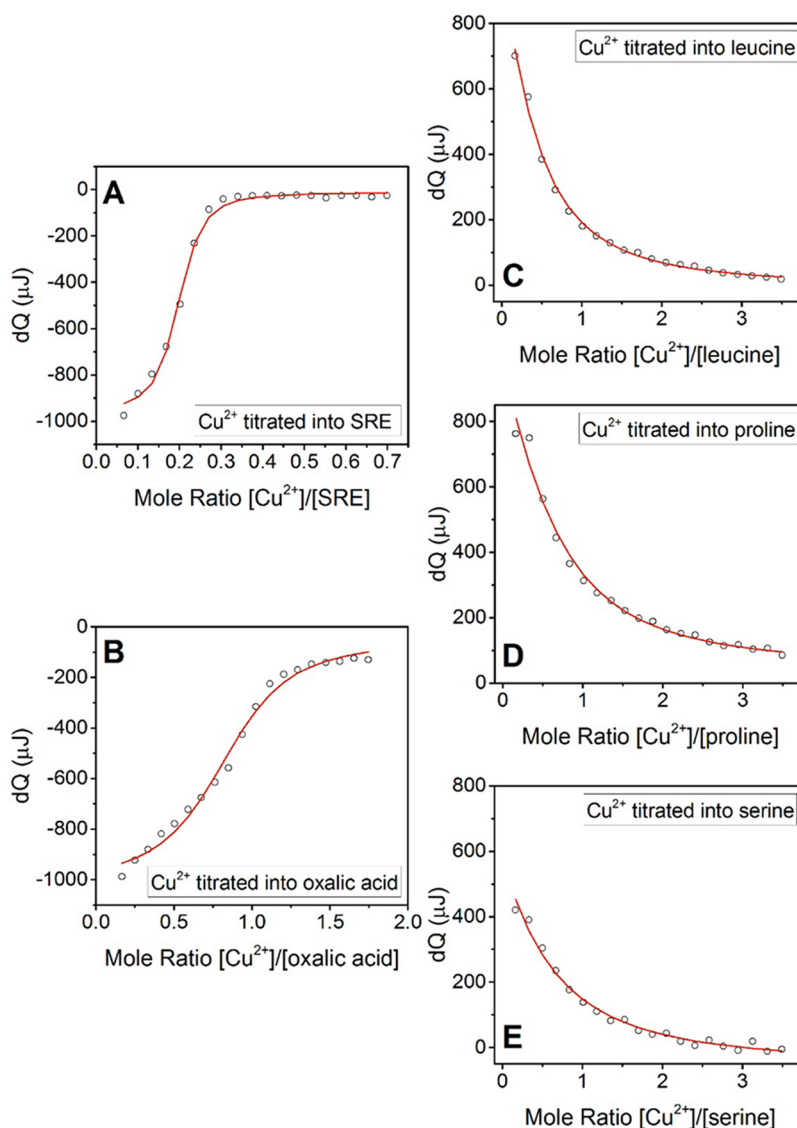 A
dQ (µJ)
0
-200
-400
-600
-800
-1000
0.0 0.1 0.2 0.3 0.4 0.5 0.6 0.7
Cu²⁺ titrated into SRE
Mole Ratio [Cu²⁺]/[SRE]
B
dQ (µJ)
0
-200
-400
-600
-800
-1000
0.0 0.5 1.0 1.5 2.0
Cu²⁺ titrated into oxalic acid
Mole Ratio [Cu²⁺]/[oxalic acid]
C
Cu²⁺ titrated into leucine
dQ (µJ)
800
600
400
200
0
0 1 2 3
Mole Ratio [Cu²⁺]/[leucine]
D
Cu²⁺ titrated into proline
dQ (µJ)
800
600
400
200
0
0 1 2 3
Mole Ratio [Cu²⁺]/[proline]
E
Cu²⁺ titrated into serine
dQ (µJ)
800
600
400
200
0
0 1 2 3
Mole Ratio [Cu²⁺]/[serine]